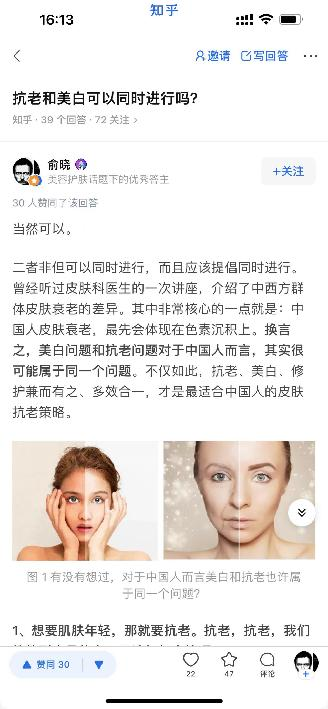 16:13
知乎
邀请
写回答
抗老和美白可以同时进行吗？
知乎 · 39 个回答 · 72 关注 >
俞晓
美容护肤话题下的优秀答主
+关注
30 人赞同了该回答
当然可以。
二者非但可以同时进行，而且应该提倡同时进行。
曾经听过皮肤科医生的一次讲座，介绍了中西方群
体皮肤衰老的差异。其中非常核心的一点就是：中
国人皮肤衰老，最先会体现在色素沉积上。换言
之，美白问题和抗老问题对于中国人而言，其实很
可能属于同一个问题。不仅如此，抗老、美白、修
护兼而有之、多效合一，才是最适合中国人的皮肤
抗老策略。
图 1 有没有想过，对于中国人而言美白和抗老也许属
于同一个问题？
1、想要肌肤年轻，那就要抗老。抗老，抗老，我们
赞同 30
22
47
评论